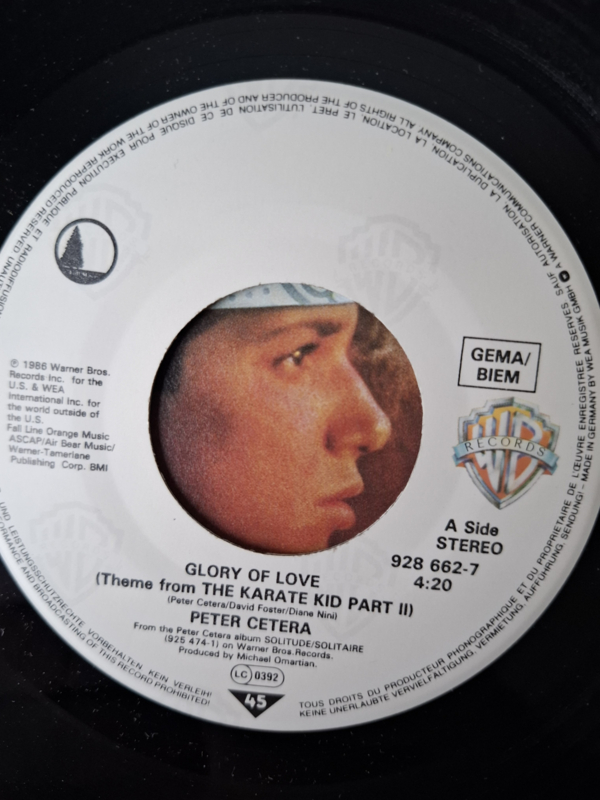 GEMA/
BIEM
℗ 1986 Warner Bros.
Records Inc. for the
U.S. & WEA
International Inc. for
the world outside of
the U.S.
Fall Line Orange Music
ASCAP/Air Bear Music/
Warner-Tamerlane
Publishing Corp. BMI
WB
RECORDS
A Side
STEREO
928 662-7
4:20
GLORY OF LOVE
(Theme from THE KARATE KID PART II)
(Peter Cetera/David Foster/Diane Nini)
PETER CETERA
From the Peter Cetera album SOLITUDE/SOLITAIRE
(925 474-1) on Warner Bros. Records.
Produced by Michael Omartian.
LC 0392
45
TOUS DROITS DU PRODUCTEUR PHONOGRAPHIQUE ET DU PROPRIETAIRE DE L'ŒUVRE ENREGISTREE RESERVES SAUF AUTORISATION, LA DUPLICATION, LA LOCATION, LE PRET, L'UTILISATION DE CE DISQUE POUR EXECUTION PUBLIQUE ET RADIODIFFUSION
KEINE UNERLAUBTE VERVIELFÄLTIGUNG, VERMIETUNG, AUFFÜHRUNG, SENDUNG! – MADE IN GERMANY BY WEA MUSIK GMBH A WARNER COMMUNICATIONS COMPANY ALL RIGHTS OF THE PRODUCER AND OF THE OWNER OF THE WORK REPRODUCED RESERVED
UND LEISTUNGSSCHUTZRECHTE VORBEHALTEN KEIN VERLEIH!
AND BROADCASTING OF THIS RECORD PROHIBITED!